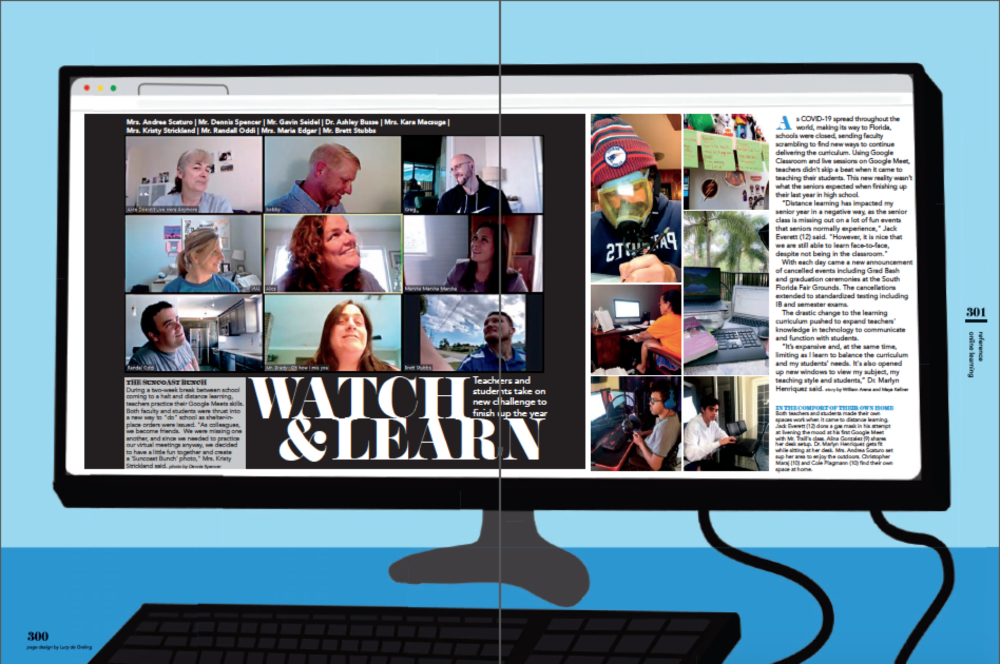 Mrs. Andrea Scaturo | Mr. Dennis Spencer | Mr. Gavin Seidel | Dr. Ashley Busse | Mrs. Kara Macsuga |
Mrs. Kristy Strickland | Mr. Randall Oddi | Mrs. Maria Edgar | Mr. Brett Stubbs
Alice Doesn't Live Here Anymore
bobby
Greg
Alice
Marsha Marsha Marsha
Randal Oddi
Mr. Brady - Oh how I miss you
Brett Stubbs
THE SUNCOAST BUNCH
During a two-week break between school
coming to a halt and distance learning,
teachers practice their Google Meets skills.
Both faculty and students were thrust into
a new way to "do" school as shelter-in-
place orders were issued. "As colleagues,
we become friends. We were missing one
another, and since we needed to practice
our virtual meetings anyway, we decided
to have a little fun together and create
a 'Suncoast Bunch' photo," Mrs. Kristy
Strickland said. photo by Dennis Spencer
WATCH
&LEARN
Teachers and
students take on
new challenge to
finish up the year
PATRIOTS
As COVID-19 spread throughout the
world, making its way to Florida,
schools were closed, sending faculty
scrambling to find new ways to continue
delivering the curriculum. Using Google
Classroom and live sessions on Google Meet,
teachers didn't skip a beat when it came to
teaching their students. This new reality wasn't
what the seniors expected when finishing up
their last year in high school.
"Distance learning has impacted my
senior year in a negative way, as the senior
class is missing out on a lot of fun events
that seniors normally experience," Jack
Everett (12) said. "However, it is nice that
we are still able to learn face-to-face,
despite not being in the classroom."
With each day came a new announcement
of cancelled events including Grad Bash
and graduation ceremonies at the South
Florida Fair Grounds. The cancellations
extended to standardized testing including
IB and semester exams.
The drastic change to the learning
curriculum pushed to expand teachers'
knowledge in technology to communicate
and function with students.
"It's expansive and, at the same time,
limiting as I learn to balance the curriculum
and my students' needs. It's also opened
up new windows to view my subject, my
teaching style and students," Dr. Marlyn
Henriquez said. story by William Arena and Maya Kellner
IN THE COMFORT OF THEIR OWN HOME
Both teachers and students made their own
spaces work when it came to distance learning.
Jack Everett (12) dons a gas mask in his attempt
at livening the mood at his first Google Meet
with Mr. Traill's class. Alina Gonzalez (9) shares
her desk setup. Dr. Marlyn Henriquez gets fit
while sitting at her desk. Mrs. Andrea Scaturo set
sup her area to enjoy the outdoors. Christopher
Maraj (10) and Cole Plagmann (10) find their own
space at home.
301
reference
online learning
300
page design by Lucy de Oraling